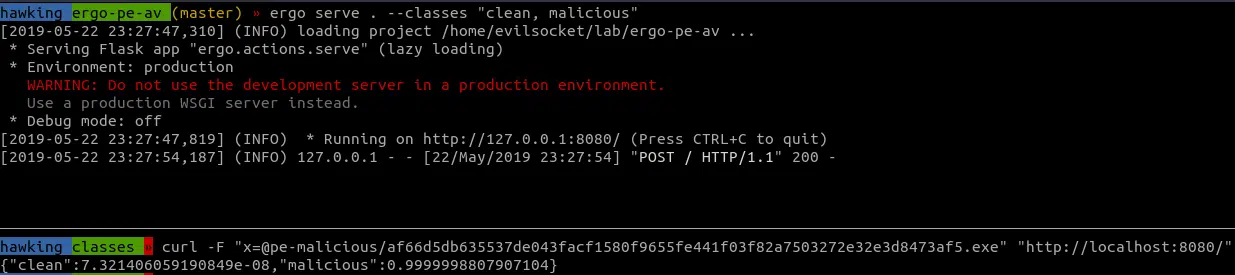 hawking ergo-pe-av (master) » ergo serve . --classes "clean, malicious"
[2019-05-22 23:27:47,310] (INFO) loading project /home/evilsocket/lab/ergo-pe-av ...
 * Serving Flask app "ergo.actions.serve" (lazy loading)
 * Environment: production
   WARNING: Do not use the development server in a production environment.
   Use a production WSGI server instead.
 * Debug mode: off
[2019-05-22 23:27:47,819] (INFO)  * Running on http://127.0.0.1:8080/ (Press CTRL+C to quit)
[2019-05-22 23:27:54,187] (INFO) 127.0.0.1 - - [22/May/2019 23:27:54] "POST / HTTP/1.1" 200 -
hawking classes » curl -F "x=@pe-malicious/af66d5db635537de043facf1580f9655fe441f03f82a7503272e32e3d8473af5.exe" "http://localhost:8080/"
{"clean":7.321406059190849e-08,"malicious":0.9999998807907104}